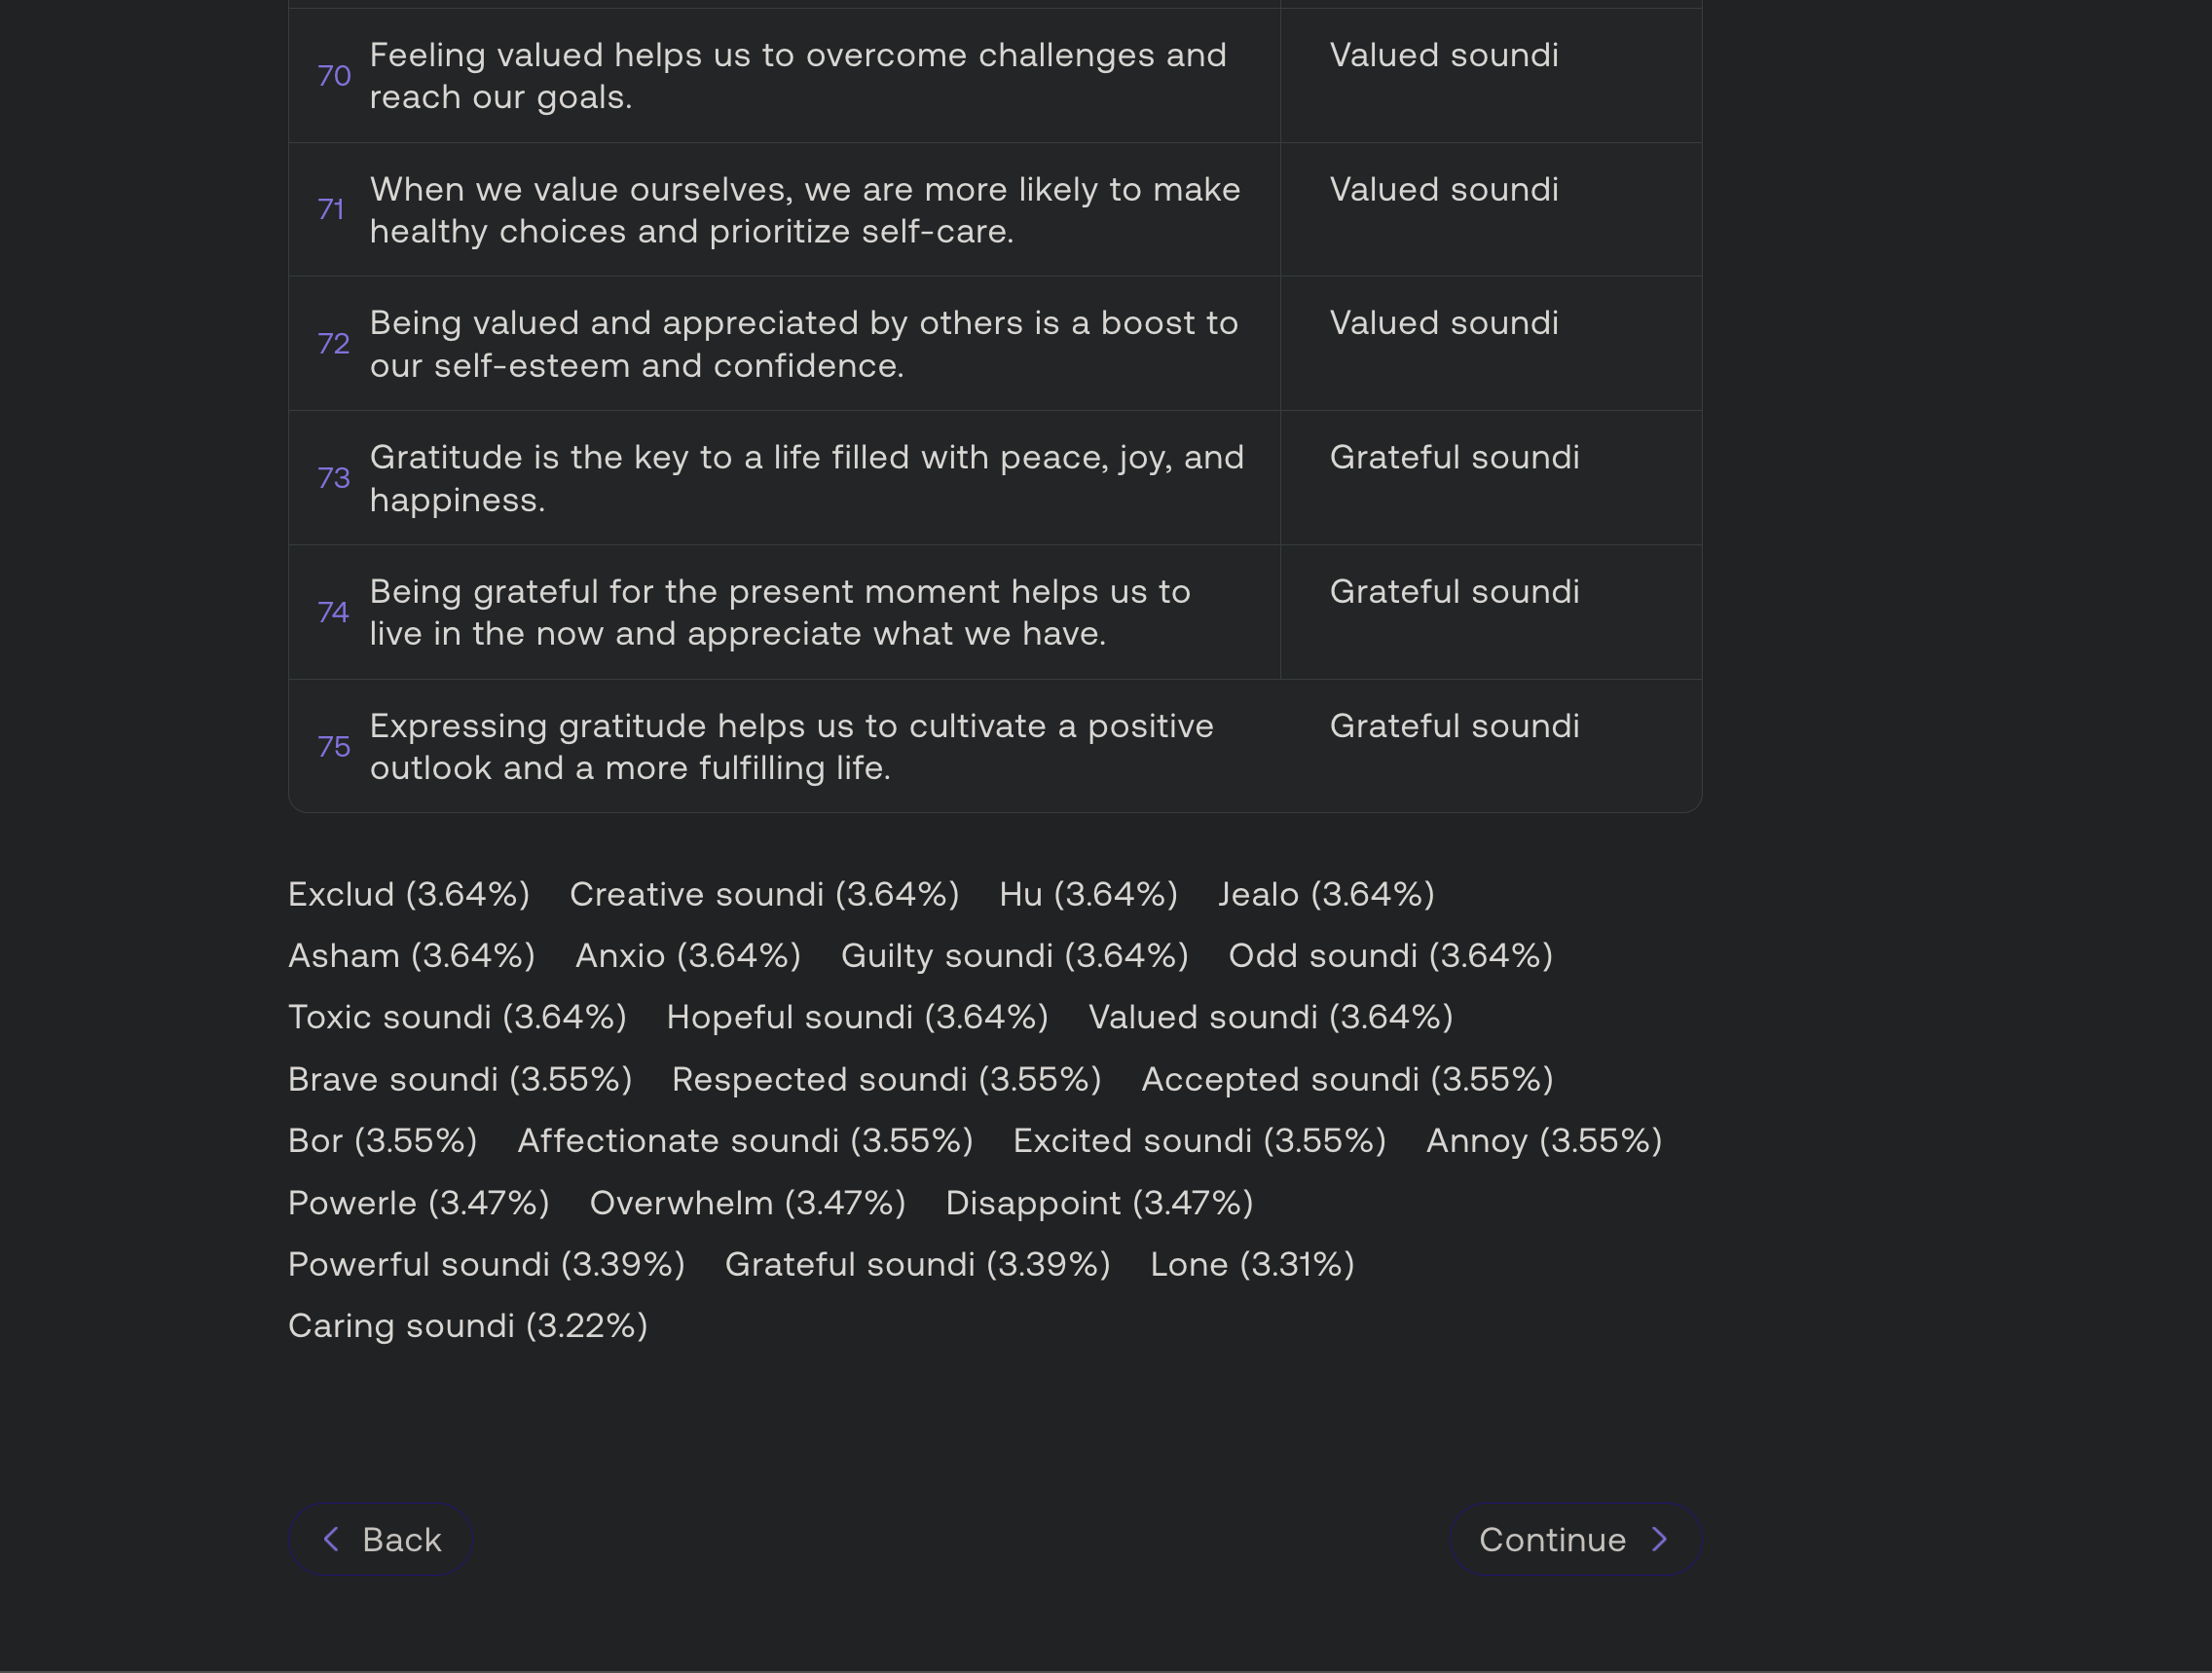 70 Feeling valued helps us to overcome challenges and Valued soundi
reach our goals.
71 When we value ourselves, we are more likely to make Valued soundi
healthy choices and prioritize self-care.
72 Being valued and appreciated by others is a boost to Valued soundi
our self-esteem and confidence.
73 Gratitude is the key to a life filled with peace, joy, and Grateful soundi
happiness.
74 Being grateful for the present moment helps us to Grateful soundi
live in the now and appreciate what we have.
75 Expressing gratitude helps us to cultivate a positive Grateful soundi
outlook and a more fulfilling life.
Exclud (3.64%) Creative soundi (3.64%) Hu (3.64%) Jealo (3.64%)
Asham (3.64%) Anxio (3.64%) Guilty soundi (3.64%) Odd soundi (3.64%)
Toxic soundi (3.64%) Hopeful soundi (3.64%) Valued soundi (3.64%)
Brave soundi (3.55%) Respected soundi (3.55%) Accepted soundi (3.55%)
Bor (3.55%) Affectionate soundi (3.55%) Excited soundi (3.55%) Annoy (3.55%)
Powerle (3.47%) Overwhelm (3.47%) Disappoint (3.47%)
Powerful soundi (3.39%) Grateful soundi (3.39%) Lone (3.31%)
Caring soundi (3.22%)
Back Continue